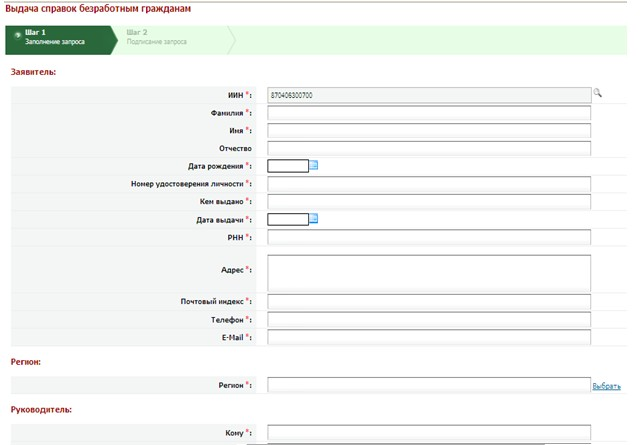 Выдача справок безработным гражданам
Шаг 1
Заполнение запроса
Шаг 2
Подписание запроса
Заявитель:
ИИН *: 870406300700
Фамилия *:
Имя *:
Отчество
Дата рождения *:
Номер удостоверения личности *:
Кем выдано *:
Дата выдачи *:
РНН *:
Адрес *:
Почтовый индекс *:
Телефон *:
E-Mail *:
Регион:
Регион *: Выбрать
Руководитель:
Кому *: